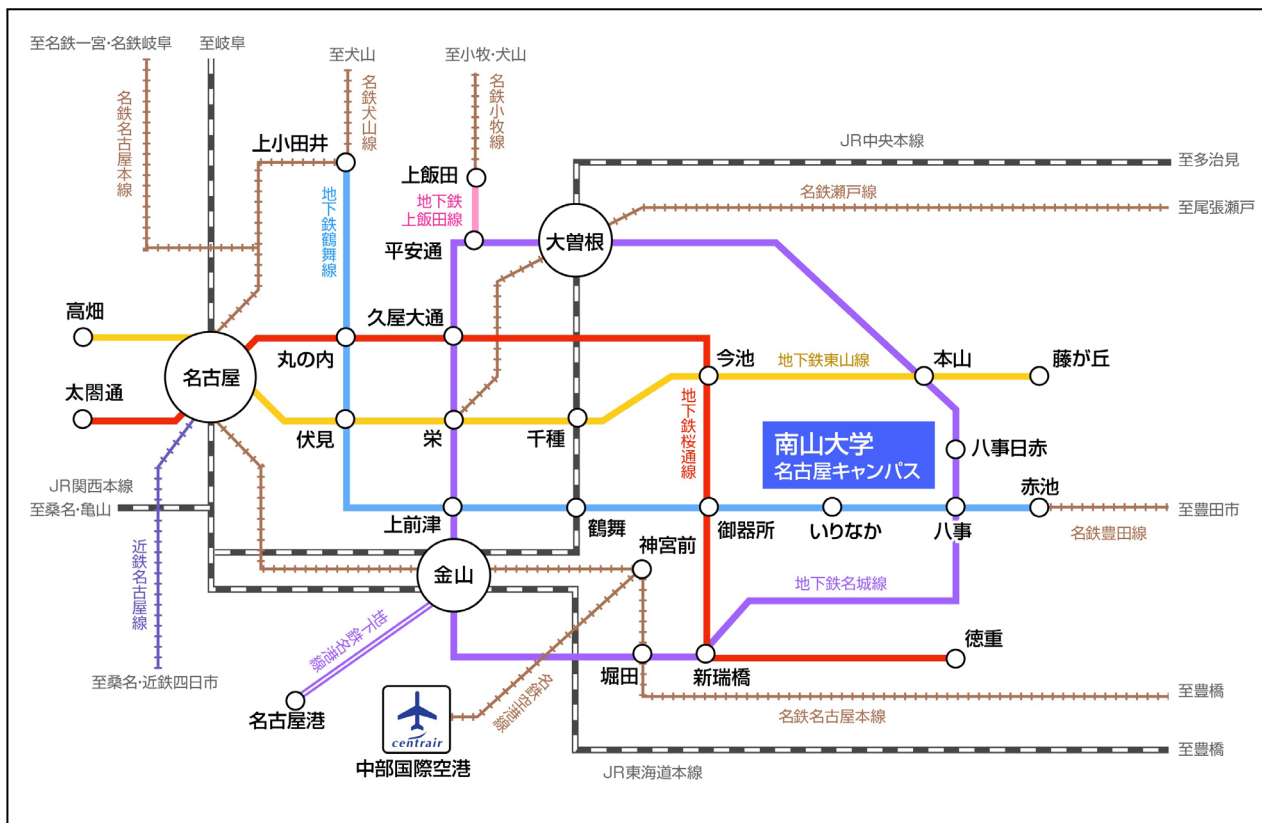 至名鉄一宮・名鉄岐阜
至岐阜
至犬山
至小牧・犬山
名鉄名古屋本線
名鉄犬山線
名鉄小牧線
上小田井
JR中央本線
至多治見
上飯田
地下鉄
上飯田線
名鉄瀬戸線
至尾張瀬戸
地下鉄鶴舞線
平安通
大曽根
高畑
久屋大通
丸の内
今池
地下鉄東山線
本山
藤が丘
名古屋
太閤通
伏見
栄
千種
地下鉄桜通線
南山大学
名古屋キャンパス
八事日赤
JR関西本線
至桑名・亀山
上前津
鶴舞
御器所
いりなか
八事
赤池
至豊田市
名鉄豊田線
近鉄名古屋線
金山
神宮前
地下鉄名城線
地下鉄名港線
徳重
至桑名・近鉄四日市
堀田
新瑞橋
名古屋港
名鉄空港線
至豊橋
名鉄名古屋本線
centrair
中部国際空港
至豊橋
JR東海道本線